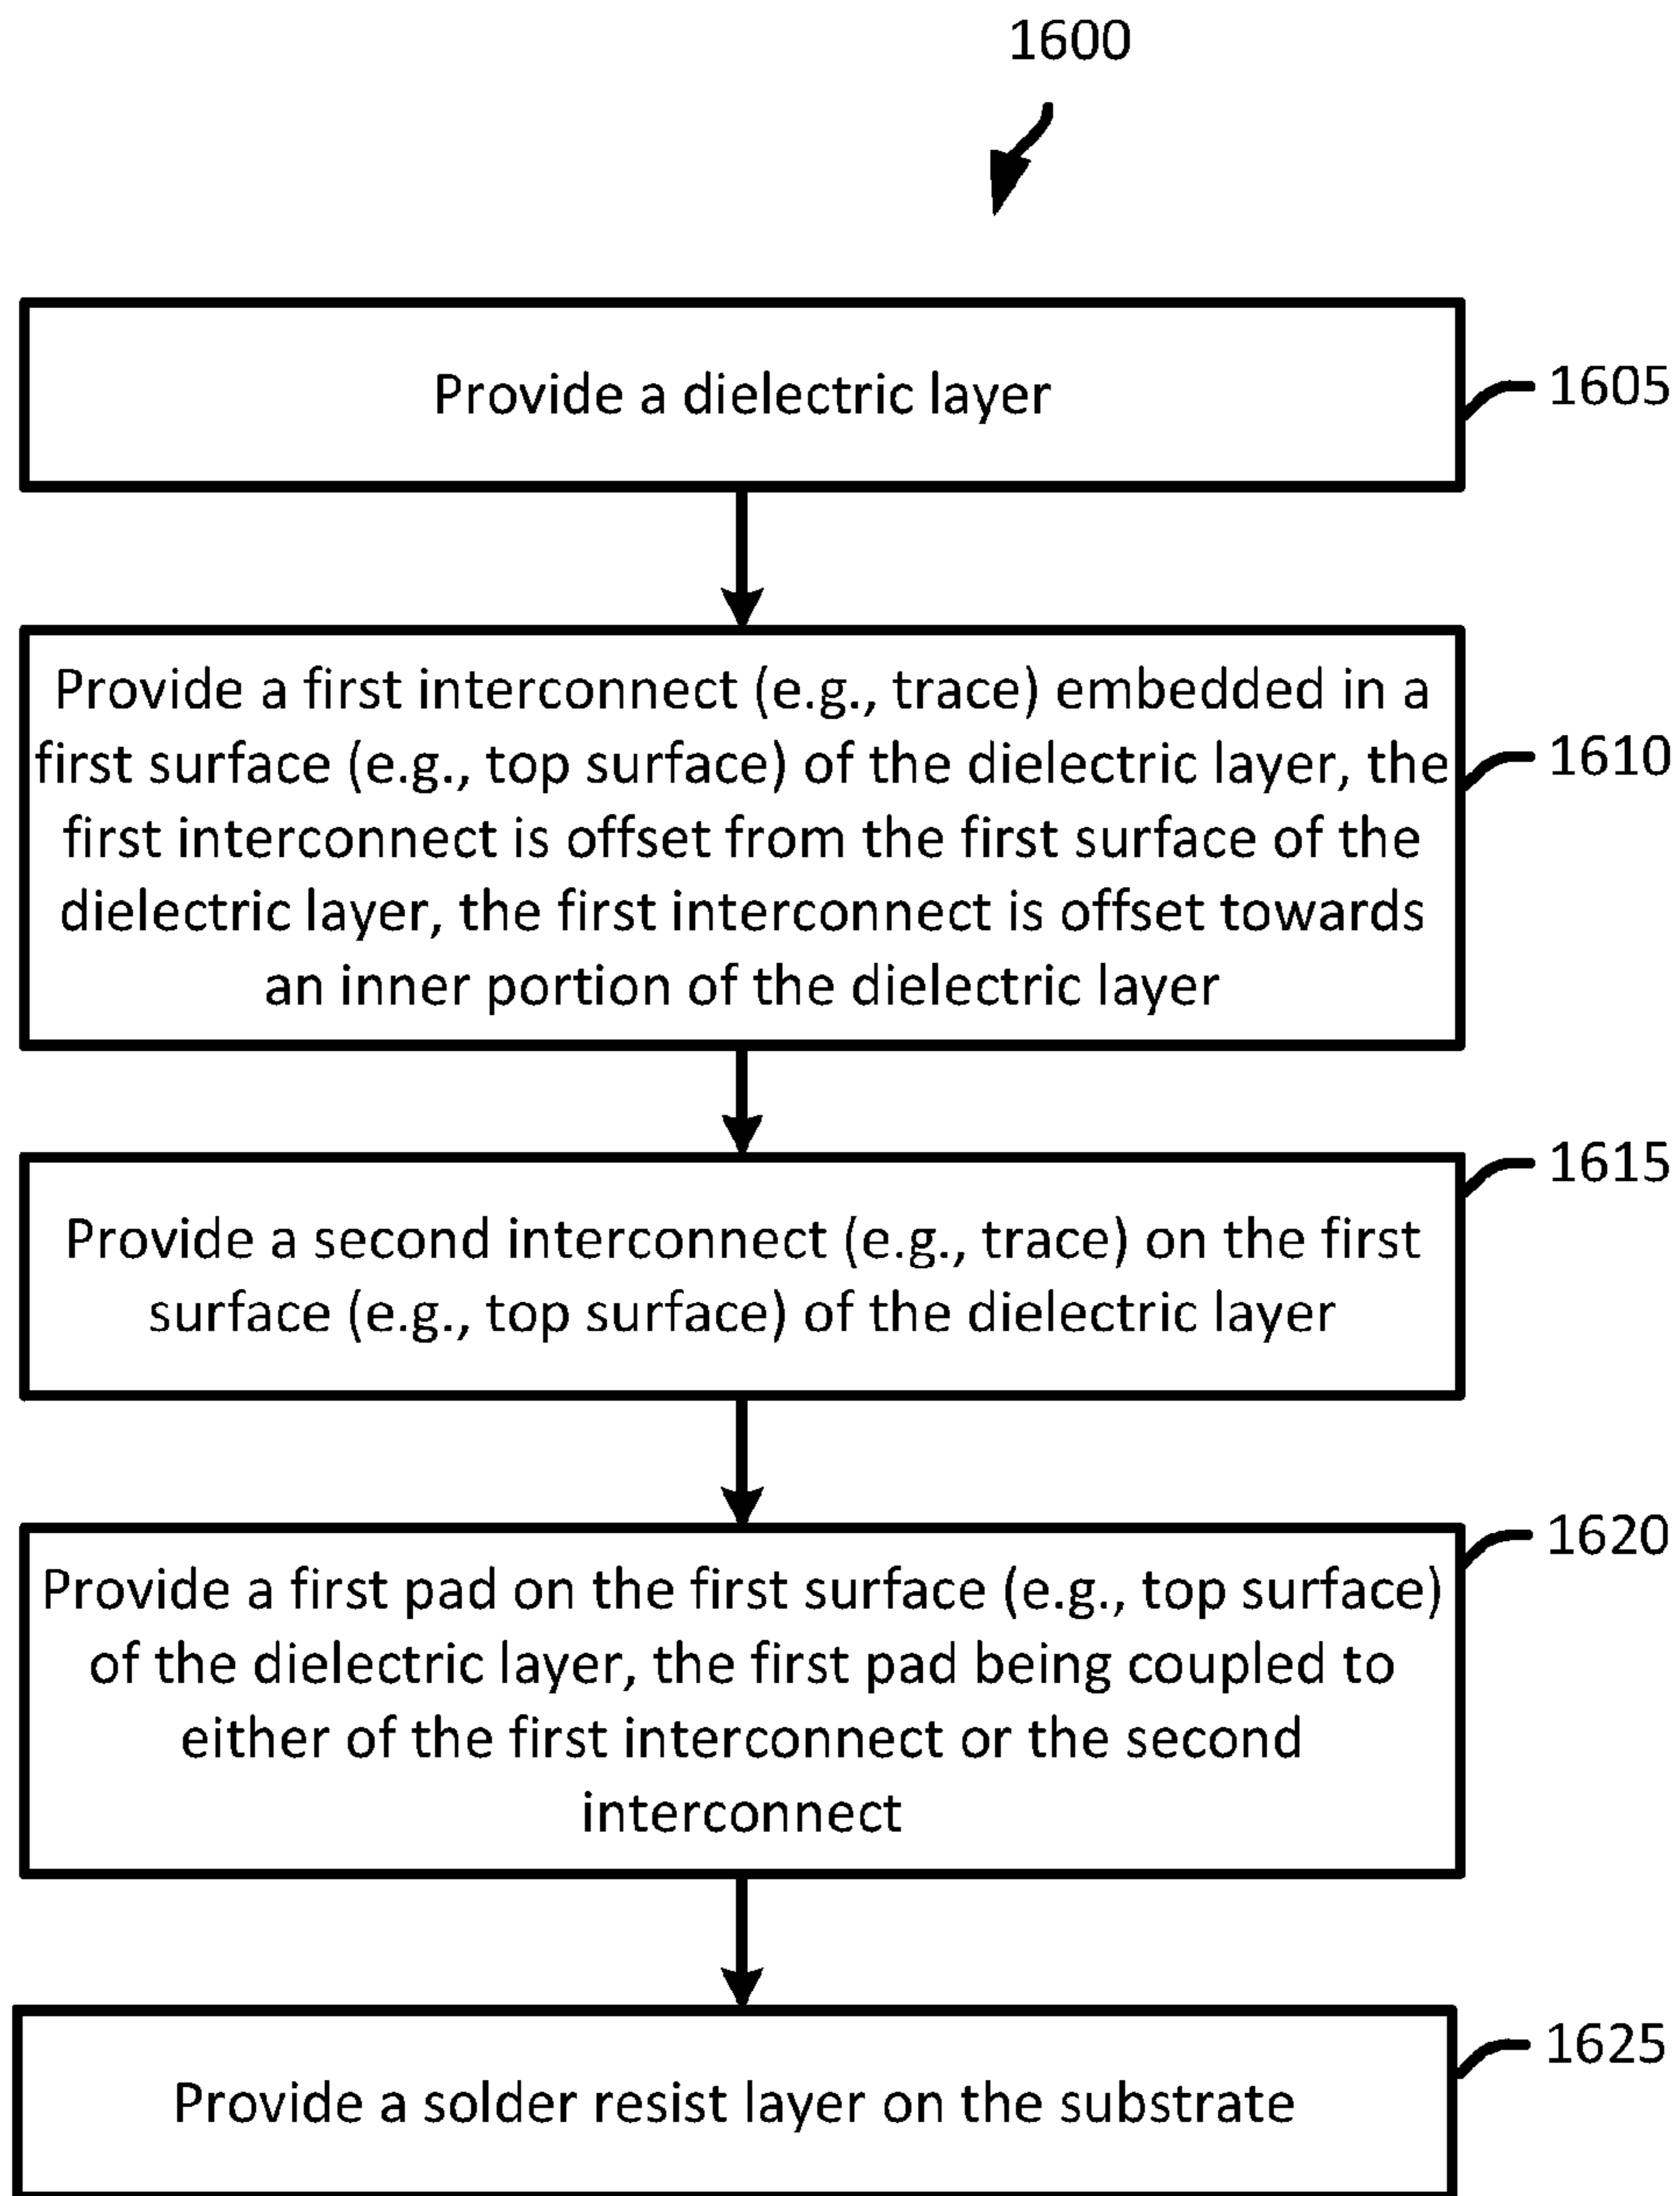 1600
Provide a dielectric layer
1605
Provide a first interconnect (e.g., trace) embedded in a
first surface (e.g., top surface) of the dielectric layer, the
first interconnect is offset from the first surface of the
dielectric layer, the first interconnect is offset towards
an inner portion of the dielectric layer
1610
Provide a second interconnect (e.g., trace) on the first
surface (e.g., top surface) of the dielectric layer
1615
Provide a first pad on the first surface (e.g., top surface)
of the dielectric layer, the first pad being coupled to
either of the first interconnect or the second
interconnect
1620
Provide a solder resist layer on the substrate
1625